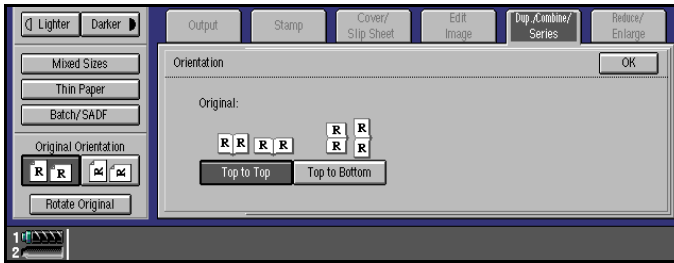 Lighter Darker
Mixed Sizes
Thin Paper
Batch/SADF
Original Orientation
R R R R
Rotate Original
Output
Stamp
Cover/
Slip Sheet
Edit
Image
Dup./Combine/
Series
Reduce/
Enlarge
Orientation
OK
Original:
R R R R
R R
R R
Top to Top Top to Bottom
1
2